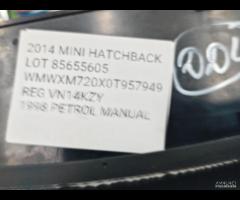 2014 MINI HATCHBACK
LOT 85655605
WMWXM720X0T957949
REG VN14KZY
1998 PETROL MANUAL